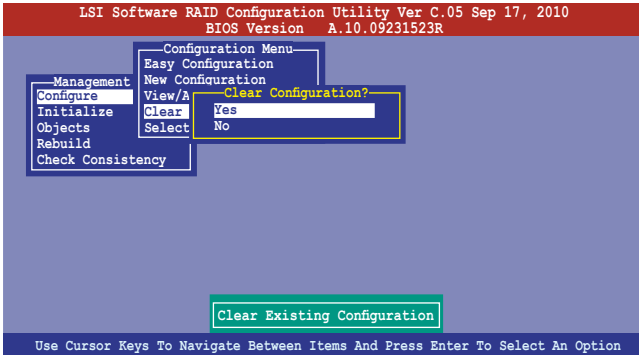 LSI Software RAID Configuration Utility Ver C.05 Sep 17, 2010
BIOS Version A.10.09231523R
Configuration Menu
Easy Configuration
New Configuration
View/A
Clear
Select
Management
Configure
Initialize
Objects
Rebuild
Check Consistency
Clear Configuration?
Yes
No
Clear Existing Configuration
Use Cursor Keys To Navigate Between Items And Press Enter To Select An Option